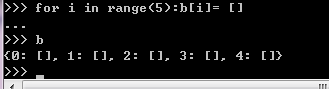 >>> for i in range(5):b[i]= []
...
>>> b
{0: [], 1: [], 2: [], 3: [], 4: []}
>>>